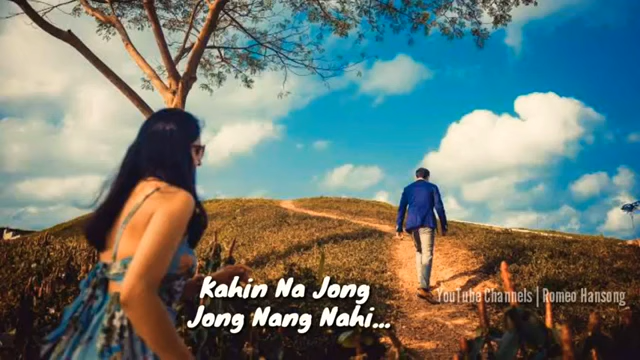 Kahin Na Jong
Jong Nang Nahi...
YouTube Channels | Romeo Hansong